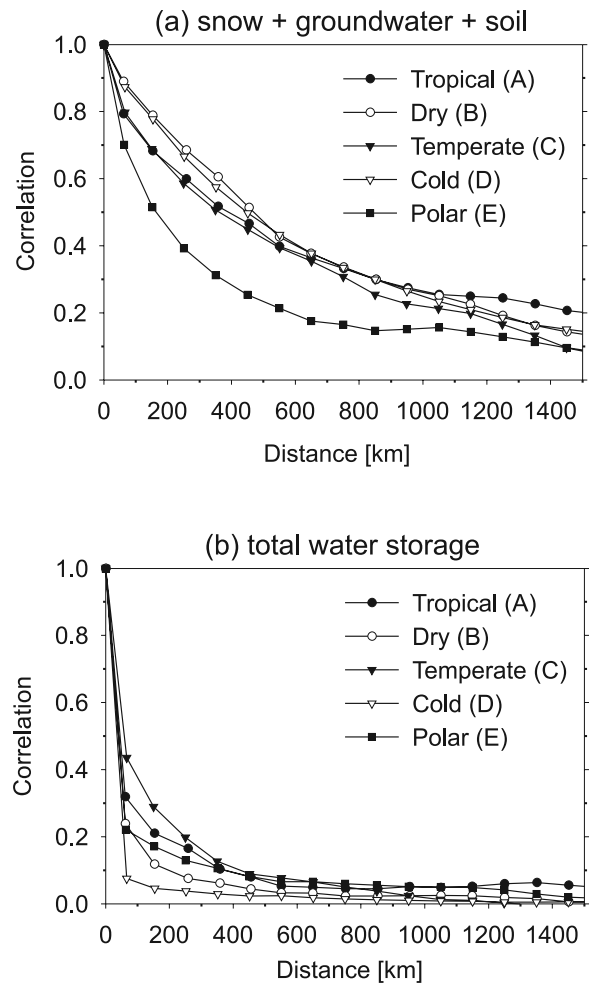 (a) snow + groundwater + soil
1.0
0.8
0.6
0.4
0.2
0.0
Correlation
Tropical (A)
Dry (B)
Temperate (C)
Cold (D)
Polar (E)
0 200 400 600 800 1000 1200 1400
Distance [km]
(b) total water storage
1.0
0.8
0.6
0.4
0.2
0.0
Correlation
Tropical (A)
Dry (B)
Temperate (C)
Cold (D)
Polar (E)
0 200 400 600 800 1000 1200 1400
Distance [km]